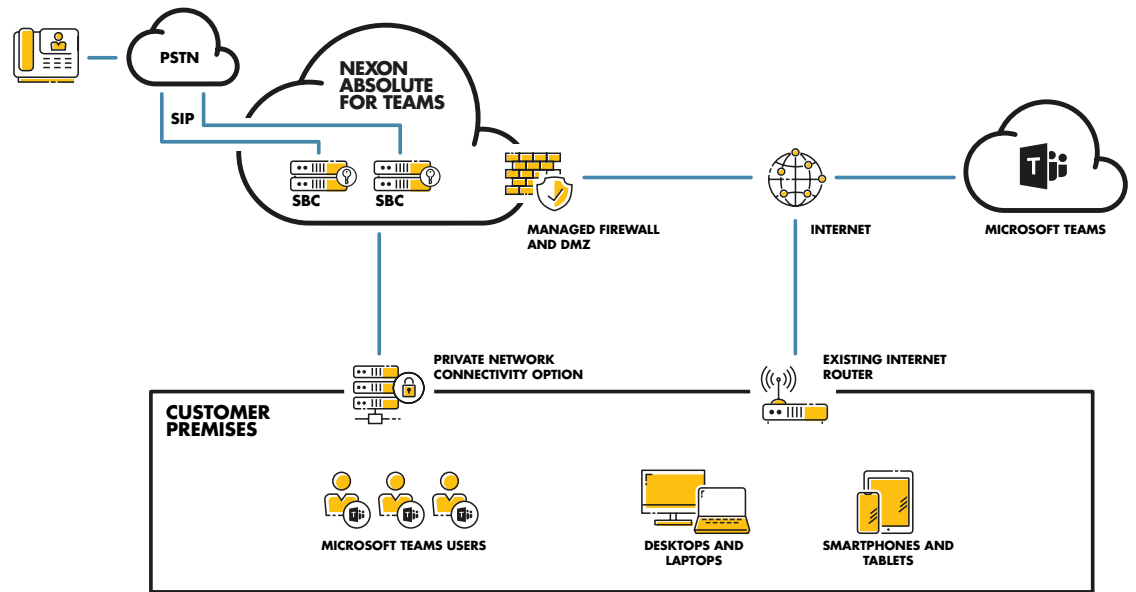 PSTN
NEXON
ABSOLUTE
FOR TEAMS
SIP
SBC
SBC
MANAGED FIREWALL
AND DMZ
INTERNET
T
MICROSOFT TEAMS
PRIVATE NETWORK
CONNECTIVITY OPTION
EXISTING INTERNET
ROUTER
CUSTOMER
PREMISES
T
T
T
MICROSOFT TEAMS USERS
DESKTOPS AND
LAPTOPS
SMARTPHONES AND
TABLETS